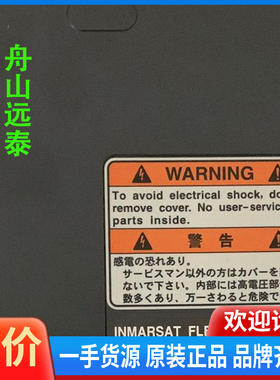 舟山远泰
WARNING
To avoid electrical shock, do
remove cover. No user-servic
parts inside.
警告
感電の恐れあり。
サービスマン以外の方はカバーを
ないで下さい。内部には高電圧部
数多くあり、万一さわると危険で
INMARSAT FL
欢迎
价
一手货源 原装正品 品牌